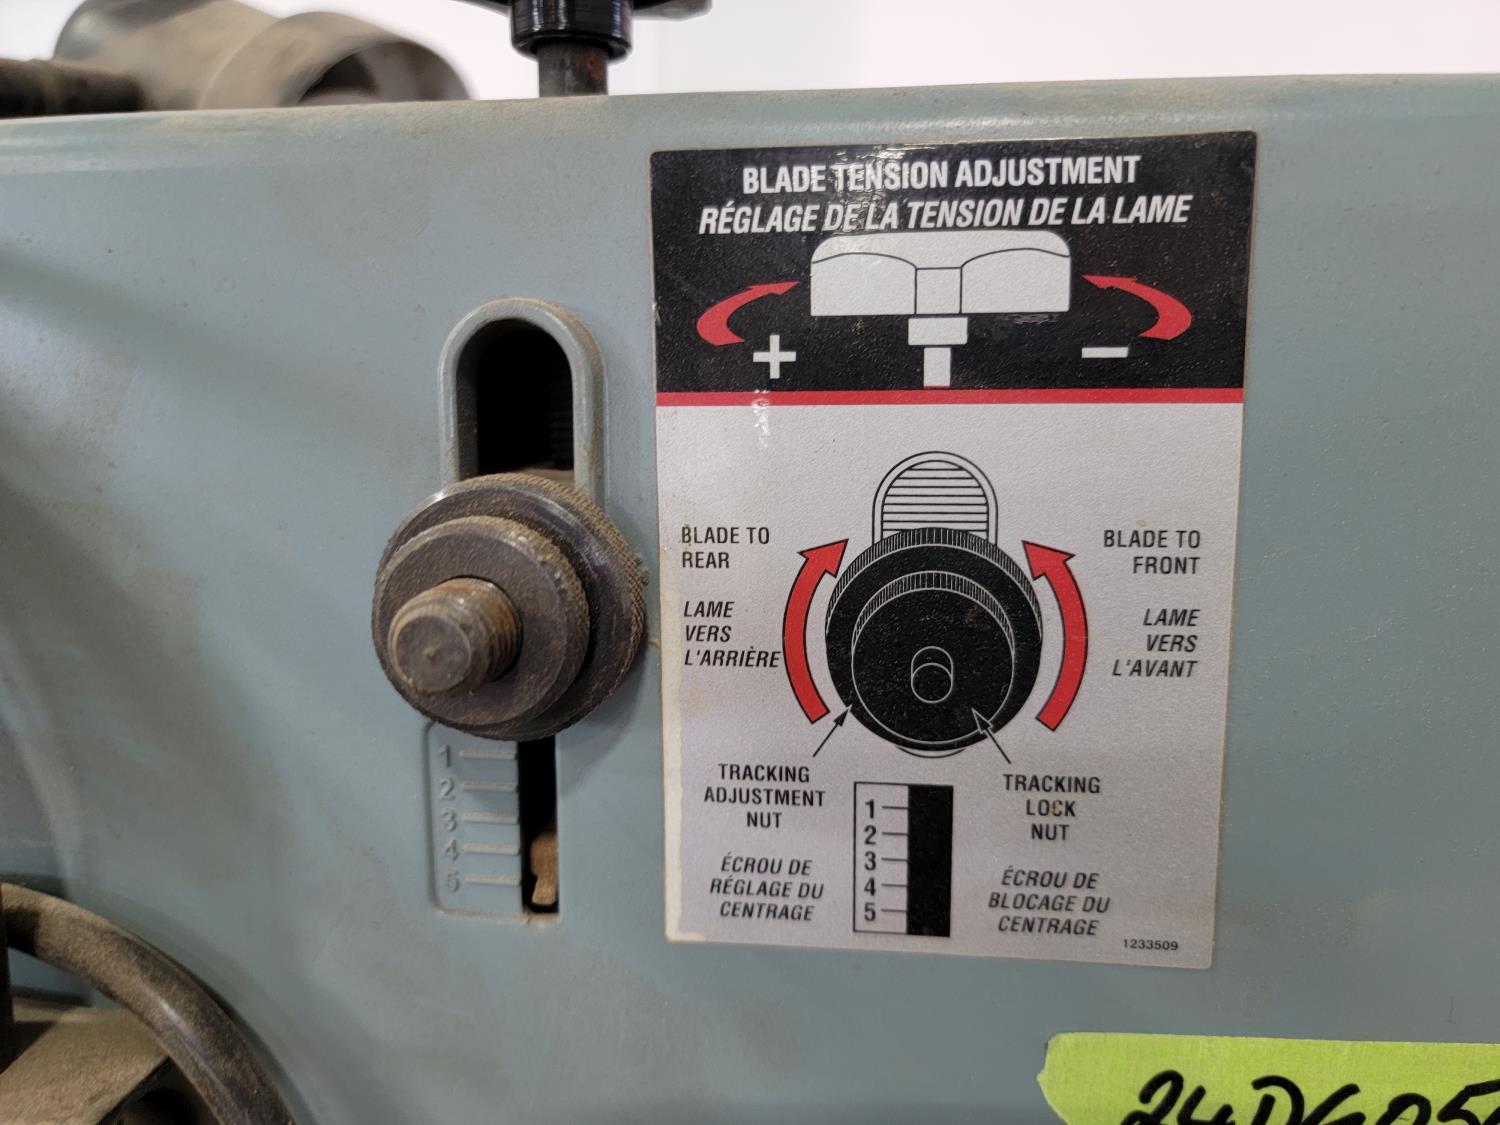 BLADE TENSION ADJUSTMENT
RÉGLAGE DE LA TENSION DE LA LAME
+ −
BLADE TO
REAR
LAME
VERS
L'ARRIÈRE
BLADE TO
FRONT
LAME
VERS
L'AVANT
TRACKING
ADJUSTMENT
NUT
ÉCROU DE
RÉGLAGE DU
CENTRAGE
TRACKING
LOCK
NUT
ÉCROU DE
BLOCAGE DU
CENTRAGE
1
2
3
4
5
1233509
1
2
3
4
5